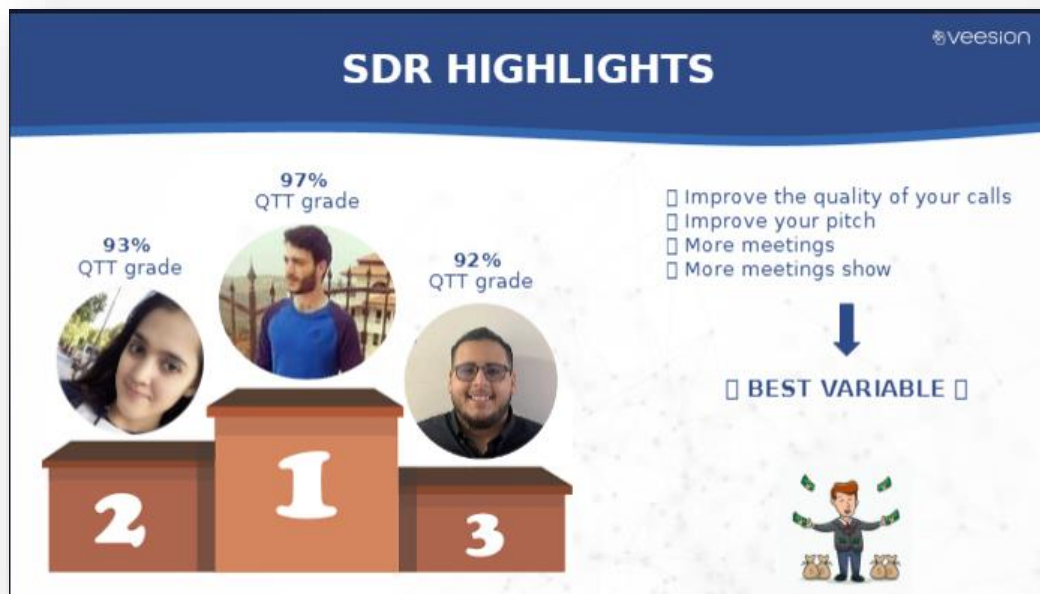 veesion
SDR HIGHLIGHTS
97%
QTT grade
93%
QTT grade
92%
QTT grade
2
1
3
▯ Improve the quality of your calls
▯ Improve your pitch
▯ More meetings
▯ More meetings show
▯ BEST VARIABLE ▯